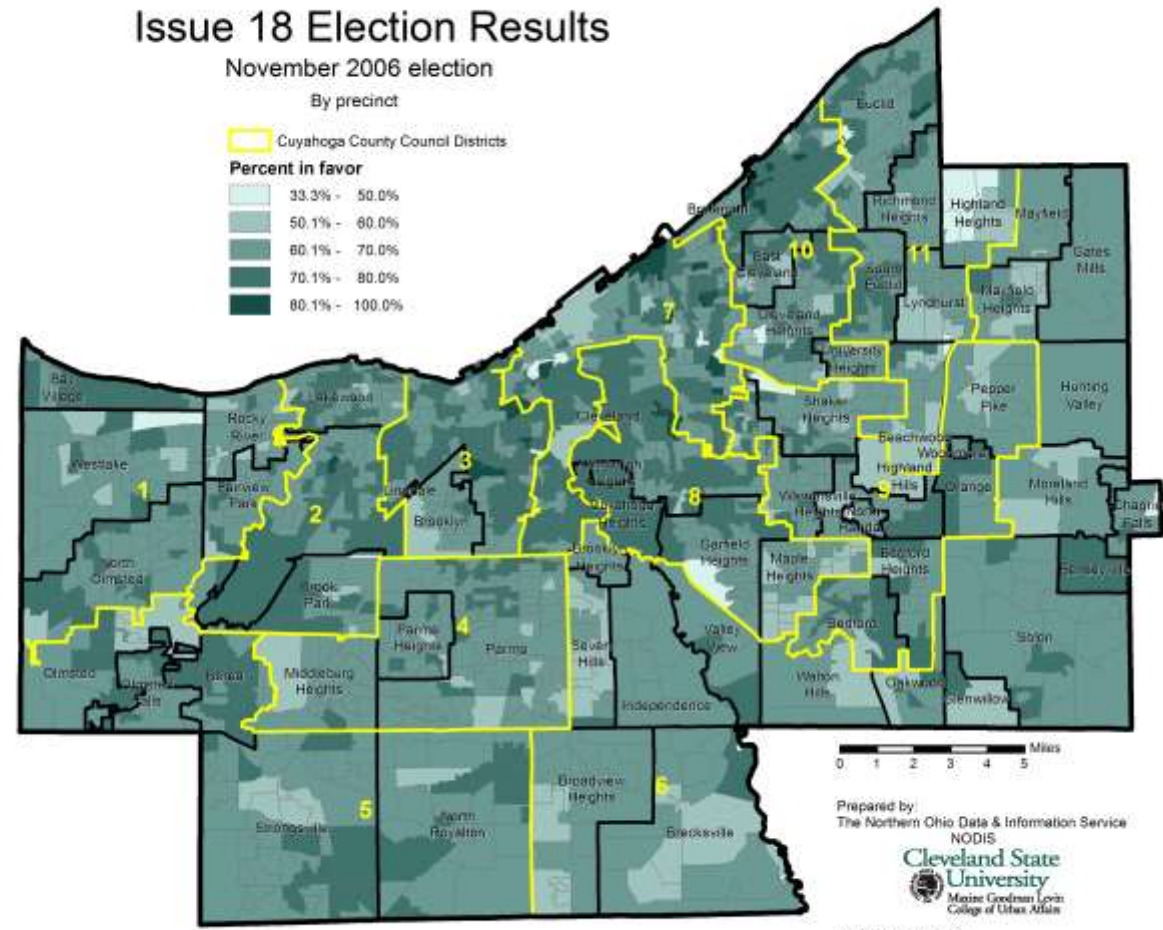 Issue 18 Election Results
November 2006 election
By precinct
Cuyahoga County Council Districts
Percent in favor
33.3% - 50.0%
50.1% - 60.0%
60.1% - 70.0%
70.1% - 80.0%
80.1% - 100.0%
Euclid
Bratenahl
Richmond
Heights
Highland
Heights
Mayfield
Gates
Mills
10
11
East
Cleveland
South
Euclid
Lyndhurst
Mayfield
Heights
7
Cleveland
Heights
University
Heights
Bay
Village
Lakewood
Rocky
River
Cleveland
Shaker
Heights
Pepper
Pike
Hunting
Valley
Beachwood
Woodmere
Westlake
1
Fairview
Park
2
3
Linndale
Brooklyn
Newburgh
Heights
Cuyahoga
Heights
8
Highland
Hills
9
Warrensville
Heights
North
Randall
Orange
Moreland
Hills
Chagrin
Falls
North
Olmsted
Brook
Park
Brooklyn
Heights
Garfield
Heights
Maple
Heights
Bedford
Heights
Bentleyville
Parma
Heights
4
Parma
Seven
Hills
Valley
View
Bedford
Solon
Olmsted
Olmsted
Falls
Berea
Middleburg
Heights
Independence
Walton
Hills
Oakwood
Glenwillow
Strongsville
5
North
Royalton
Broadview
Heights
6
Brecksville
Miles
0 1 2 3 4 5
Prepared by:
The Northern Ohio Data & Information Service
NODIS
Cleveland State
University
Maxine Goodman Levin
College of Urban Affairs